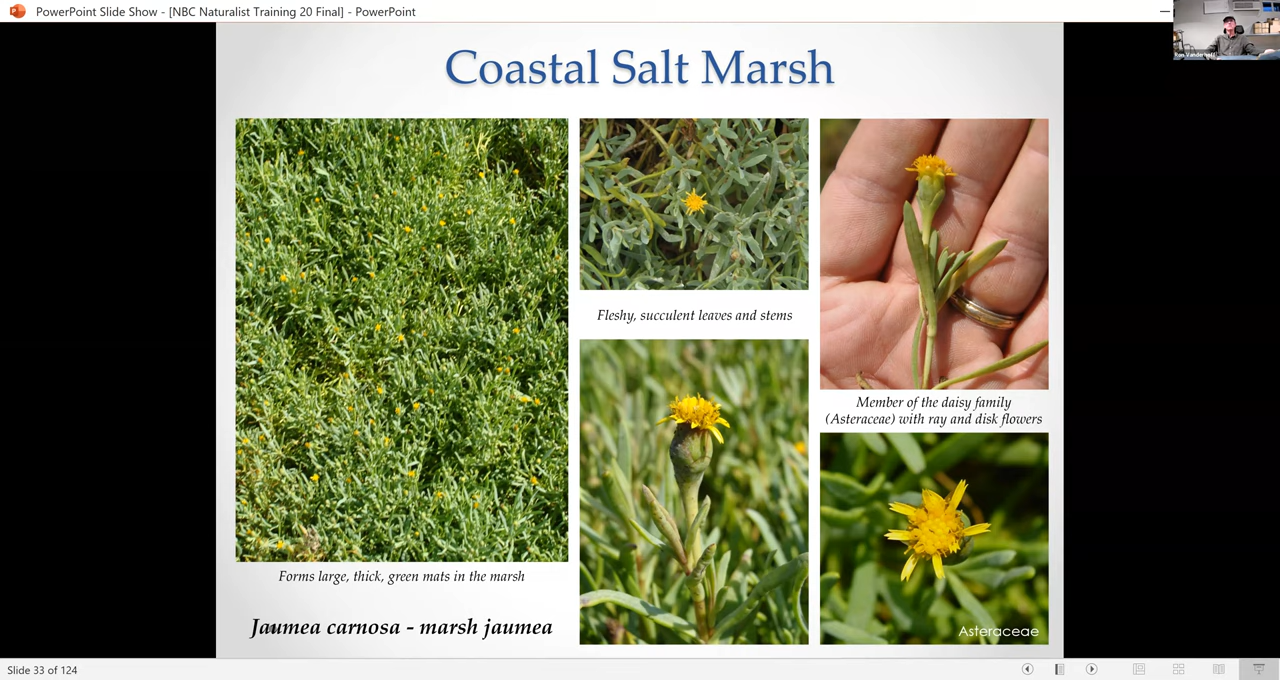 PowerPoint Slide Show - [NBC Naturalist Training 20 Final] - PowerPoint
Coastal Salt Marsh
Fleshy, succulent leaves and stems
Member of the daisy family
(Asteraceae) with ray and disk flowers
Forms large, thick, green mats in the marsh
Jaumea carnosa - marsh jaumea
Asteraceae
Slide 33 of 124